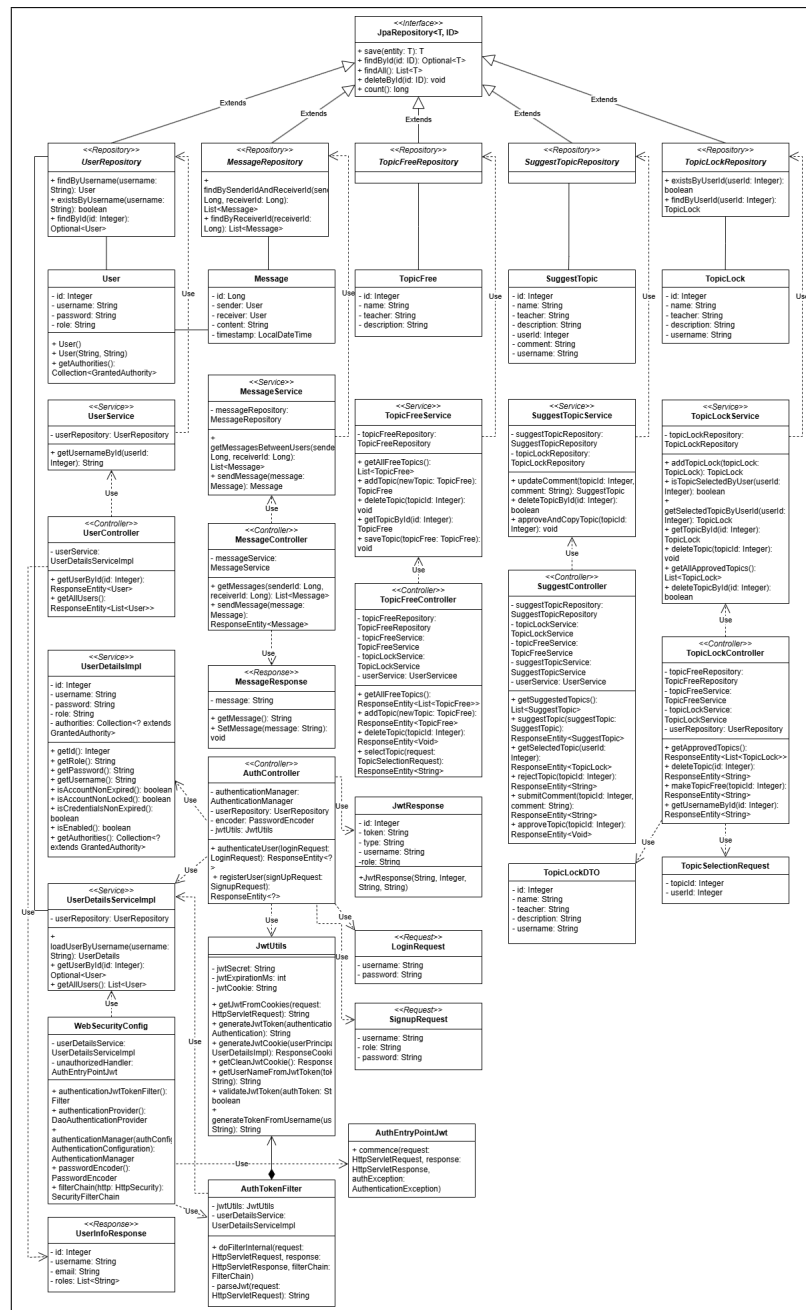 <<Interface>>
JpaRepository<T, ID>
+ save(entity: T): T
+ findById(id: ID): Optional<T>
+ findAll(): List<T>
+ deleteById(id: ID): void
+ count(): long
Extends
Extends
Extends
Extends
Extends
<<Repository>>
UserRepository
+ findByUsername(username:
String): User
+ existsByUsername(username:
String): boolean
+ findById(id: Integer):
Optional<User>
<<Repository>>
MessageRepository
+
findBySenderIdAndReceiverId(sen
Long, receiverId: Long):
List<Message>
+ findByReceiverId(receiverId:
Long): List<Message>
<<Repository>>
TopicFreeRepository
<<Repository>>
SuggestTopicRepository
<<Repository>>
TopicLockRepository
+ existsByUserId(userId: Integer):
boolean
+ findByUserId(userId: Integer):
TopicLock
Use
Use
Use
Use
Use
User
- id: Integer
- username: String
- password: String
- role: String
+ User()
+ User(String, String)
+ getAuthorities():
Collection<GrantedAuthority>
Message
- id: Long
- sender: User
- receiver: User
- content: String
- timestamp: LocalDateTime
TopicFree
- id: Integer
- name: String
- teacher: String
- description: String
SuggestTopic
- id: Integer
- name: String
- teacher: String
- description: String
- userId: Integer
- comment: String
- username: String
TopicLock
- id: Integer
- name: String
- teacher: String
- description: String
- username: String
<<Service>>
UserService
- userRepository: UserRepository
+ getUsernameById(userId:
Integer): String
<<Service>>
MessageService
- messageRepository:
MessageRepository
+
getMessagesBetweenUsers(sende
Long, receiverId: Long):
List<Message>
+ sendMessage(message:
Message): Message
<<Service>>
TopicFreeService
- topicFreeRepository:
TopicFreeRepository
+ getAllFreeTopics():
List<TopicFree>
+ addTopic(newTopic: TopicFree):
TopicFree
+ deleteTopic(topicId: Integer):
void
+ getTopicById(id: Integer):
TopicFree
+ saveTopic(topicFree: TopicFree):
void
<<Service>>
SuggestTopicService
- suggestTopicRepository:
SuggestTopicRepository
- topicLockRepository:
TopicLockRepository
+ updateComment(topicId: Integer,
comment: String): SuggestTopic
+ deleteTopicById(id: Integer):
boolean
+ approveAndCopyTopic(topicId:
Integer): void
<<Service>>
TopicLockService
- topicLockRepository:
TopicLockRepository
+ addTopicLock(topicLock:
TopicLock): TopicLock
+ isTopicSelectedByUser(userId:
Integer): boolean
+
getSelectedTopicByUserId(userId:
Integer): TopicLock
+ getTopicById(id: Integer):
TopicLock
+ deleteTopic(topicId: Integer):
void
+ getAllApprovedTopics():
List<TopicLock>
+ deleteTopicById(id: Integer):
boolean
Use
Use
Use
Use
Use
<<Controller>>
UserController
- userService:
UserDetailsServiceImpl
+ getUserById(id: Integer):
ResponseEntity<User>
+ getAllUsers():
ResponseEntity<List<User>>
<<Controller>>
MessageController
- messageService:
MessageService
+ getMessages(senderId: Long,
receiverId: Long): List<Message>
+ sendMessage(message:
Message):
ResponseEntity<Message>
<<Controller>>
TopicFreeController
- topicFreeRepository:
TopicFreeRepository
- topicFreeService:
TopicFreeService
- topicLockService:
TopicLockService
- userService: UserServicee
+ getAllFreeTopics():
ResponseEntity<List<TopicFree>>
+ addTopic(newTopic: TopicFree):
ResponseEntity<TopicFree>
+ deleteTopic(topicId: Integer):
ResponseEntity<Void>
+ selectTopic(request:
TopicSelectionRequest):
ResponseEntity<String>
<<Controller>>
SuggestController
- suggestTopicRepository:
SuggestTopicRepository
- topicLockService:
TopicLockService
- topicFreeService:
TopicFreeService
- suggestTopicService:
SuggestTopicService
- userService: UserService
+ getSuggestedTopics():
List<SuggestTopic>
+ suggestTopic(suggestTopic:
SuggestTopic):
ResponseEntity<SuggestTopic>
+ getSelectedTopic(userId:
Integer):
ResponseEntity<TopicLock>
+ rejectTopic(topicId: Integer):
ResponseEntity<String>
+ submitComment(topicId: Integer,
comment: String):
ResponseEntity<String>
+ approveTopic(topicId: Integer):
ResponseEntity<Void>
<<Controller>>
TopicLockController
- topicFreeRepository:
TopicFreeRepository
- topicFreeService:
TopicFreeService
- topicLockService:
TopicLockService
- userRepository: UserRepository
+ getApprovedTopics():
ResponseEntity<List<TopicLock>>
+ deleteTopic(id: Integer):
ResponseEntity<String>
+ makeTopicFree(topicId: Integer):
ResponseEntity<String>
+ getUsernameById(id: Integer):
ResponseEntity<String>
Use
<<Response>>
MessageResponse
- message: String
+ getMessage(): String
+ SetMessage(message: String):
void
<<Service>>
UserDetailsImpl
- id: Integer
- username: String
- password: String
- role: String
- authorities: Collection<? extends
GrantedAuthority>
+ getId(): Integer
+ getRole(): String
+ getPassword(): String
+ getUsername(): String
+ isAccountNonExpired(): boolean
+ isAccountNonLocked(): boolean
+ isCredentialsNonExpired():
boolean
+ isEnabled(): boolean
+ getAuthorities(): Collection<?
extends GrantedAuthority>
<<Controller>>
AuthController
- authenticationManager:
AuthenticationManager
- userRepository: UserRepository
- encoder: PasswordEncoder
- jwtUtils: JwtUtils
+ authenticateUser(loginRequest:
LoginRequest): ResponseEntity<?
>
+ registerUser(signUpRequest:
SignupRequest):
ResponseEntity<?>
Use
Use
Use
Use
Use
JwtResponse
- id: Integer
- token: String
- type: String
- username: String
-role: String
+JwtResponse(String, Integer,
String, String)
Use
Use
TopicLockDTO
- id: Integer
- name: String
- teacher: String
- description: String
- username: String
TopicSelectionRequest
- topicId: Integer
- userId: Integer
<<Service>>
UserDetailsServiceImpl
- userRepository: UserRepository
+
loadUserByUsername(username:
String): UserDetails
+ getUserById(id: Integer):
Optional<User>
+ getAllUsers(): List<User>
Use
Use
Use
Use
<<Request>>
LoginRequest
- username: String
- password: String
<<Request>>
SignupRequest
- username: String
- role: String
- password: String
JwtUtils
- jwtSecret: String
- jwtExpirationMs: int
- jwtCookie: String
+ getJwtFromCookies(request:
HttpServletRequest): String
+ generateJwtToken(authenticatio
Authentication): String
+ generateJwtCookie(userPrincipa
UserDetailsImpl): ResponseCooki
+ getCleanJwtCookie(): Response
+ getUserNameFromJwtToken(tok
String): String
+ validateJwtToken(authToken: St
boolean
+
generateTokenFromUsername(us
String): String
WebSecurityConfig
- userDetailsService:
UserDetailsServiceImpl
- unauthorizedHandler:
AuthEntryPointJwt
+ authenticationJwtTokenFilter():
Filter
+ authenticationProvider():
DaoAuthenticationProvider
+
authenticationManager(authConfig
AuthenticationConfiguration):
AuthenticationManager
+ passwordEncoder():
PasswordEncoder
+ filterChain(http: HttpSecurity):
SecurityFilterChain
Use
Use
AuthEntryPointJwt
+ commence(request:
HttpServletRequest, response:
HttpServletResponse,
authException:
AuthenticationException)
AuthTokenFilter
- jwtUtils: JwtUtils
- userDetailsService:
UserDetailsServiceImpl
+ doFilterInternal(request:
HttpServletRequest, response:
HttpServletResponse, filterChain:
FilterChain)
- parseJwt(request:
HttpServletRequest): String
<<Response>>
UserInfoResponse
- id: Integer
- username: String
- email: String
- roles: List<String>